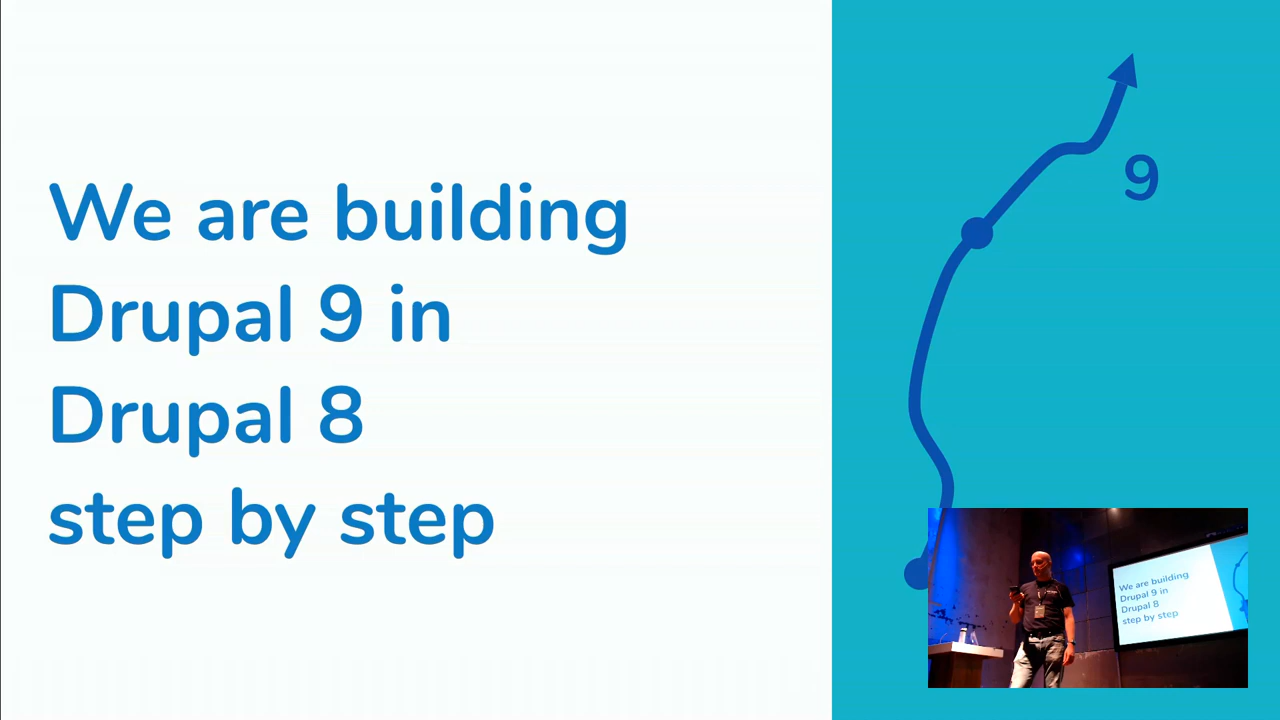 We are building
Drupal 9 in
Drupal 8
step by step
9
We are building
Drupal 9 in
Drupal 8
step by step